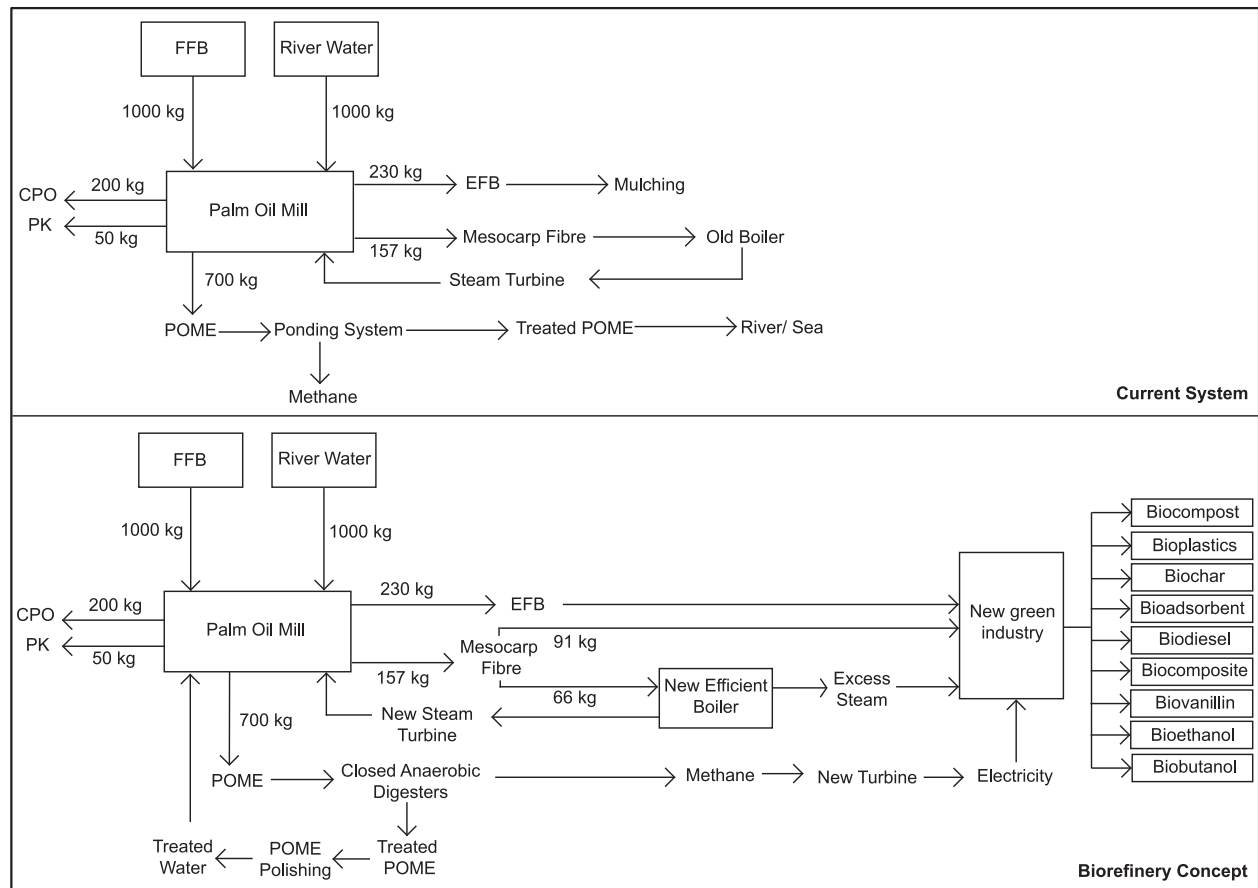 FFB
River Water
1000 kg
1000 kg
CPO
200 kg
PK
50 kg
Palm Oil Mill
230 kg
EFB
Mulching
157 kg
Mesocarp Fibre
Old Boiler
Steam Turbine
700 kg
POME
Ponding System
Treated POME
River/ Sea
Methane
Current System
FFB
River Water
1000 kg
1000 kg
CPO
200 kg
PK
50 kg
Palm Oil Mill
230 kg
EFB
157 kg
Mesocarp
Fibre
91 kg
66 kg
New Efficient
Boiler
Excess
Steam
New Steam
Turbine
New green
industry
700 kg
POME
Closed Anaerobic
Digesters
Methane
New Turbine
Electricity
Treated
POME
POME
Polishing
Treated
Water
Biocompost
Bioplastics
Biochar
Bioadsorbent
Biodiesel
Biocomposite
Biovanillin
Bioethanol
Biobutanol
Biorefinery Concept